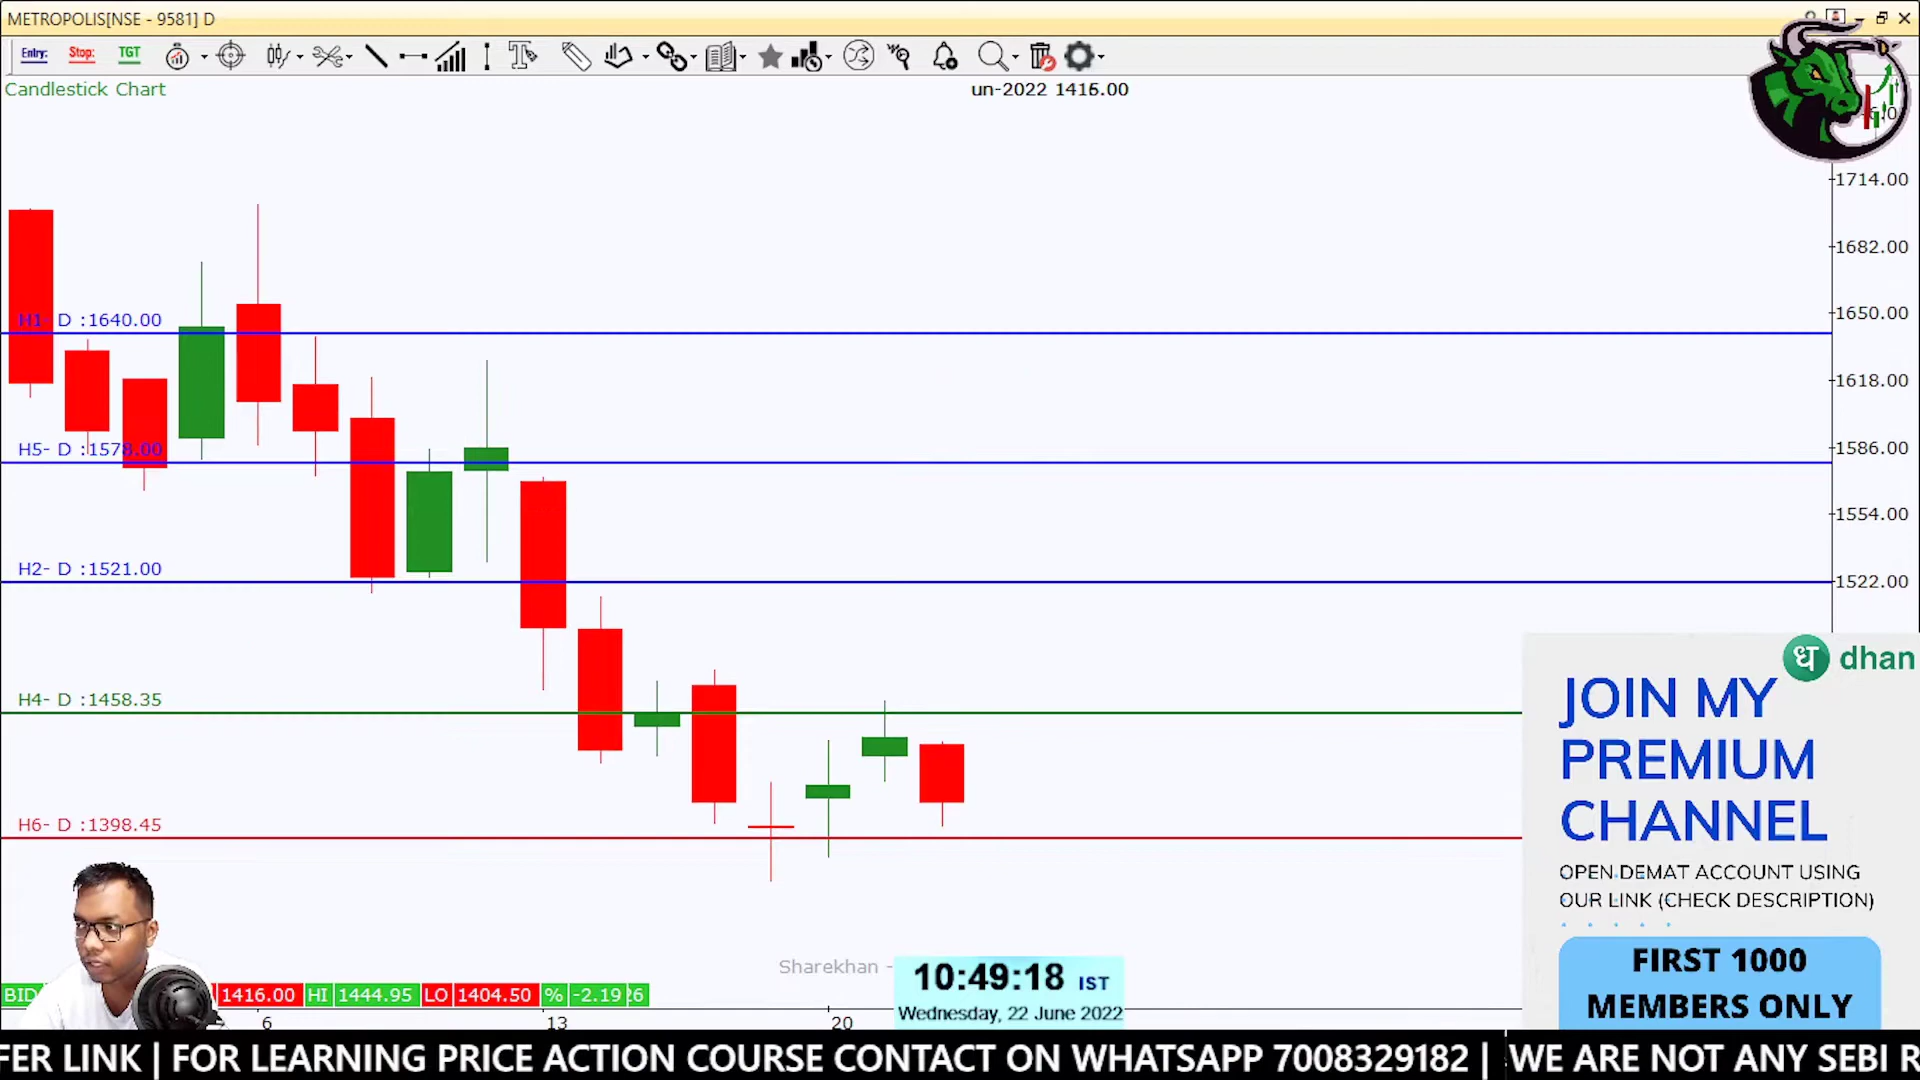 METROPOLIS[NSE - 9581] D
Entry: Stop: TGT
Candlestick Chart
un-2022 1415.00
1714.00
1682.00
1650.00
1618.00
1586.00
1554.00
1522.00
H1- D :1640.00
H5- D :1578.00
H2- D :1521.00
H4- D :1458.35
H6- D :1398.45
ध dhan
JOIN MY
PREMIUM
CHANNEL
OPEN DEMAT ACCOUNT USING
OUR LINK (CHECK DESCRIPTION)
FIRST 1000
MEMBERS ONLY
Sharekhan -
10:49:18 IST
Wednesday, 22 June 2022
BID 1416.00 HI 1444.95 LO 1404.50 % -2.19
6 13 20
FER LINK | FOR LEARNING PRICE ACTION COURSE CONTACT ON WHATSAPP 7008329182 | WE ARE NOT ANY SEBI R